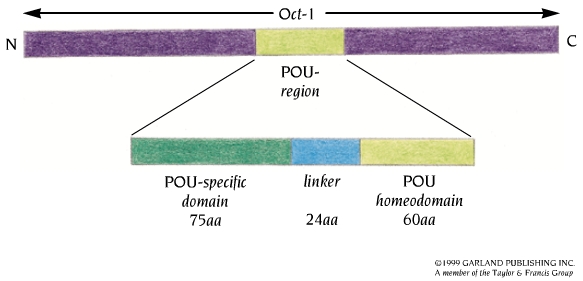 Oct-1
N
C
POU-
region
POU-specific
domain
75aa
linker
24aa
POU
homeodomain
60aa
©1999 GARLAND PUBLISHING INC.
A member of the Taylor & Francis Group